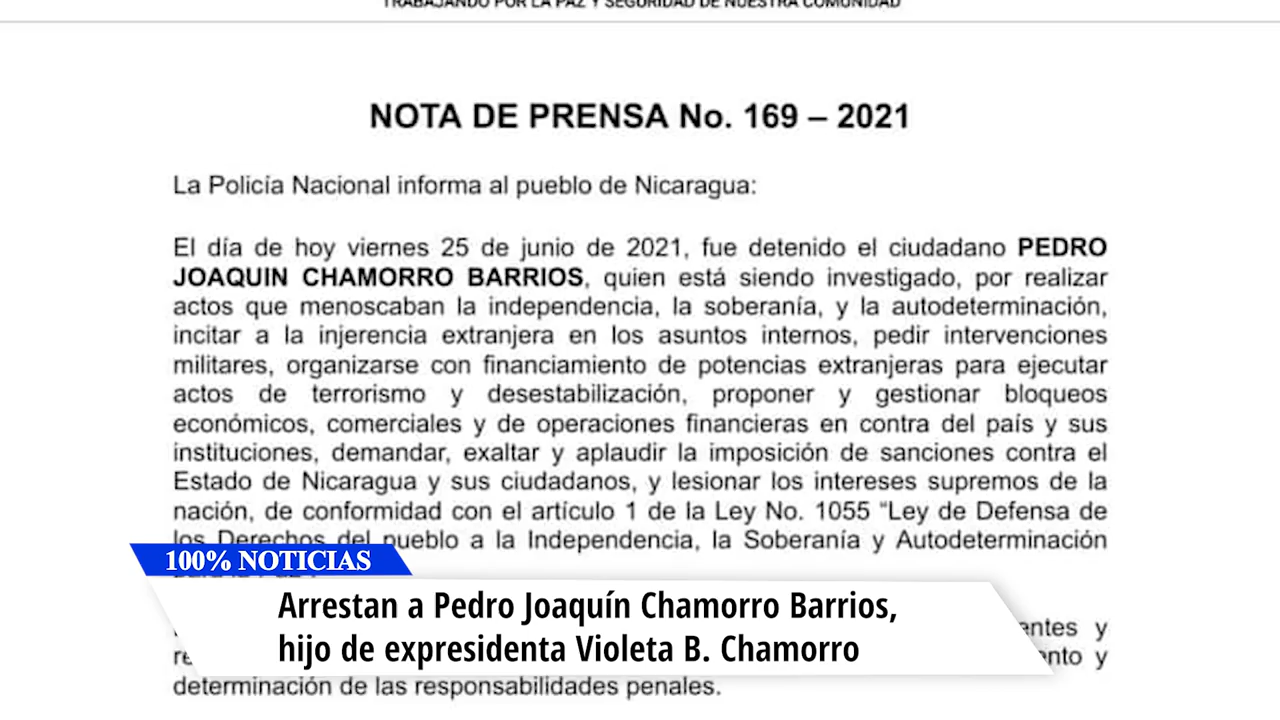 TRABAJANDO POR LA PAZ Y SEGURIDAD DE NUESTRA COMUNIDAD
NOTA DE PRENSA No. 169 – 2021
La Policía Nacional informa al pueblo de Nicaragua:
El día de hoy viernes 25 de junio de 2021, fue detenido el ciudadano PEDRO
JOAQUIN CHAMORRO BARRIOS, quien está siendo investigado, por realizar
actos que menoscaban la independencia, la soberanía, y la autodeterminación,
incitar a la injerencia extranjera en los asuntos internos, pedir intervenciones
militares, organizarse con financiamiento de potencias extranjeras para ejecutar
actos de terrorismo y desestabilización, proponer y gestionar bloqueos
económicos, comerciales y de operaciones financieras en contra del país y sus
instituciones, demandar, exaltar y aplaudir la imposición de sanciones contra el
Estado de Nicaragua y sus ciudadanos, y lesionar los intereses supremos de la
nación, de conformidad con el artículo 1 de la Ley No. 1055 “Ley de Defensa de
los Derechos del pueblo a la Independencia, la Soberanía y Autodeterminación
100% NOTICIAS
Arrestan a Pedro Joaquín Chamorro Barrios,
hijo de expresidenta Violeta B. Chamorro
y
y
determinación de las responsabilidades penales.